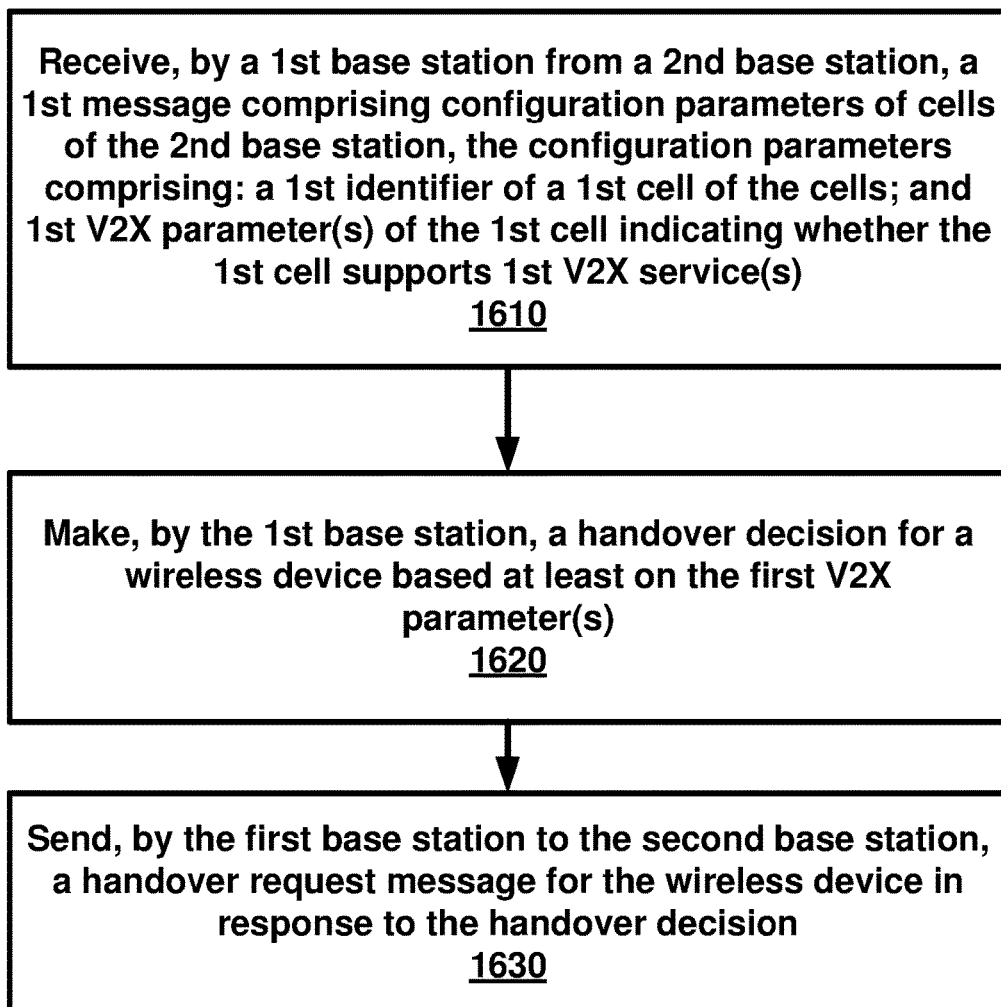 Receive, by a 1st base station from a 2nd base station, a
1st message comprising configuration parameters of cells
of the 2nd base station, the configuration parameters
comprising: a 1st identifier of a 1st cell of the cells; and
1st V2X parameter(s) of the 1st cell indicating whether the
1st cell supports 1st V2X service(s)
1610
Make, by the 1st base station, a handover decision for a
wireless device based at least on the first V2X
parameter(s)
1620
Send, by the first base station to the second base station,
a handover request message for the wireless device in
response to the handover decision
1630